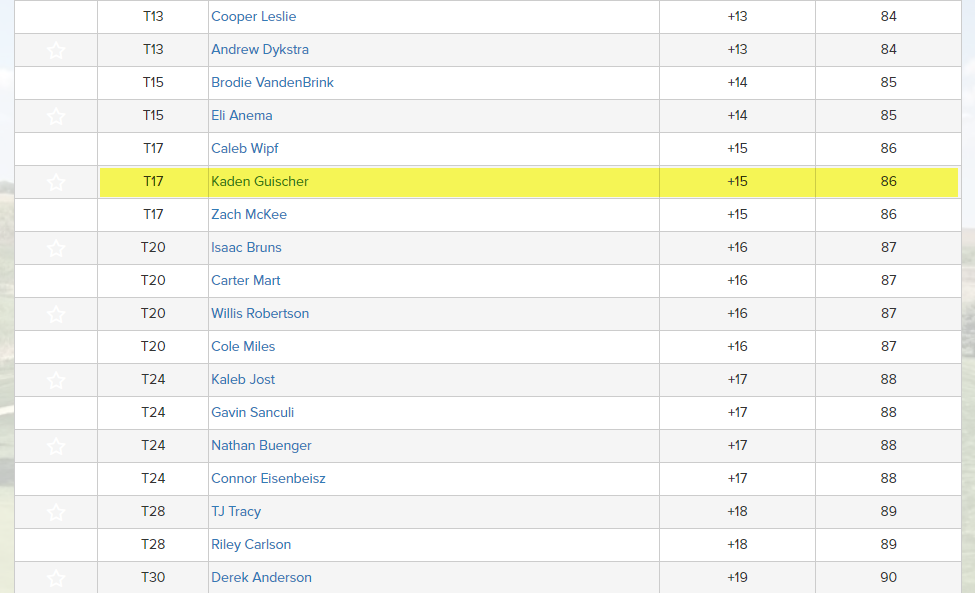 T13 Cooper Leslie +13 84
T13 Andrew Dykstra +13 84
T15 Brodie VandenBrink +14 85
T15 Eli Anema +14 85
T17 Caleb Wipf +15 86
T17 Kaden Guischer +15 86
T17 Zach McKee +15 86
T20 Isaac Bruns +16 87
T20 Carter Mart +16 87
T20 Willis Robertson +16 87
T20 Cole Miles +16 87
T24 Kaleb Jost +17 88
T24 Gavin Sanculi +17 88
T24 Nathan Buenger +17 88
T24 Connor Eisenbeisz +17 88
T28 TJ Tracy +18 89
T28 Riley Carlson +18 89
T30 Derek Anderson +19 90